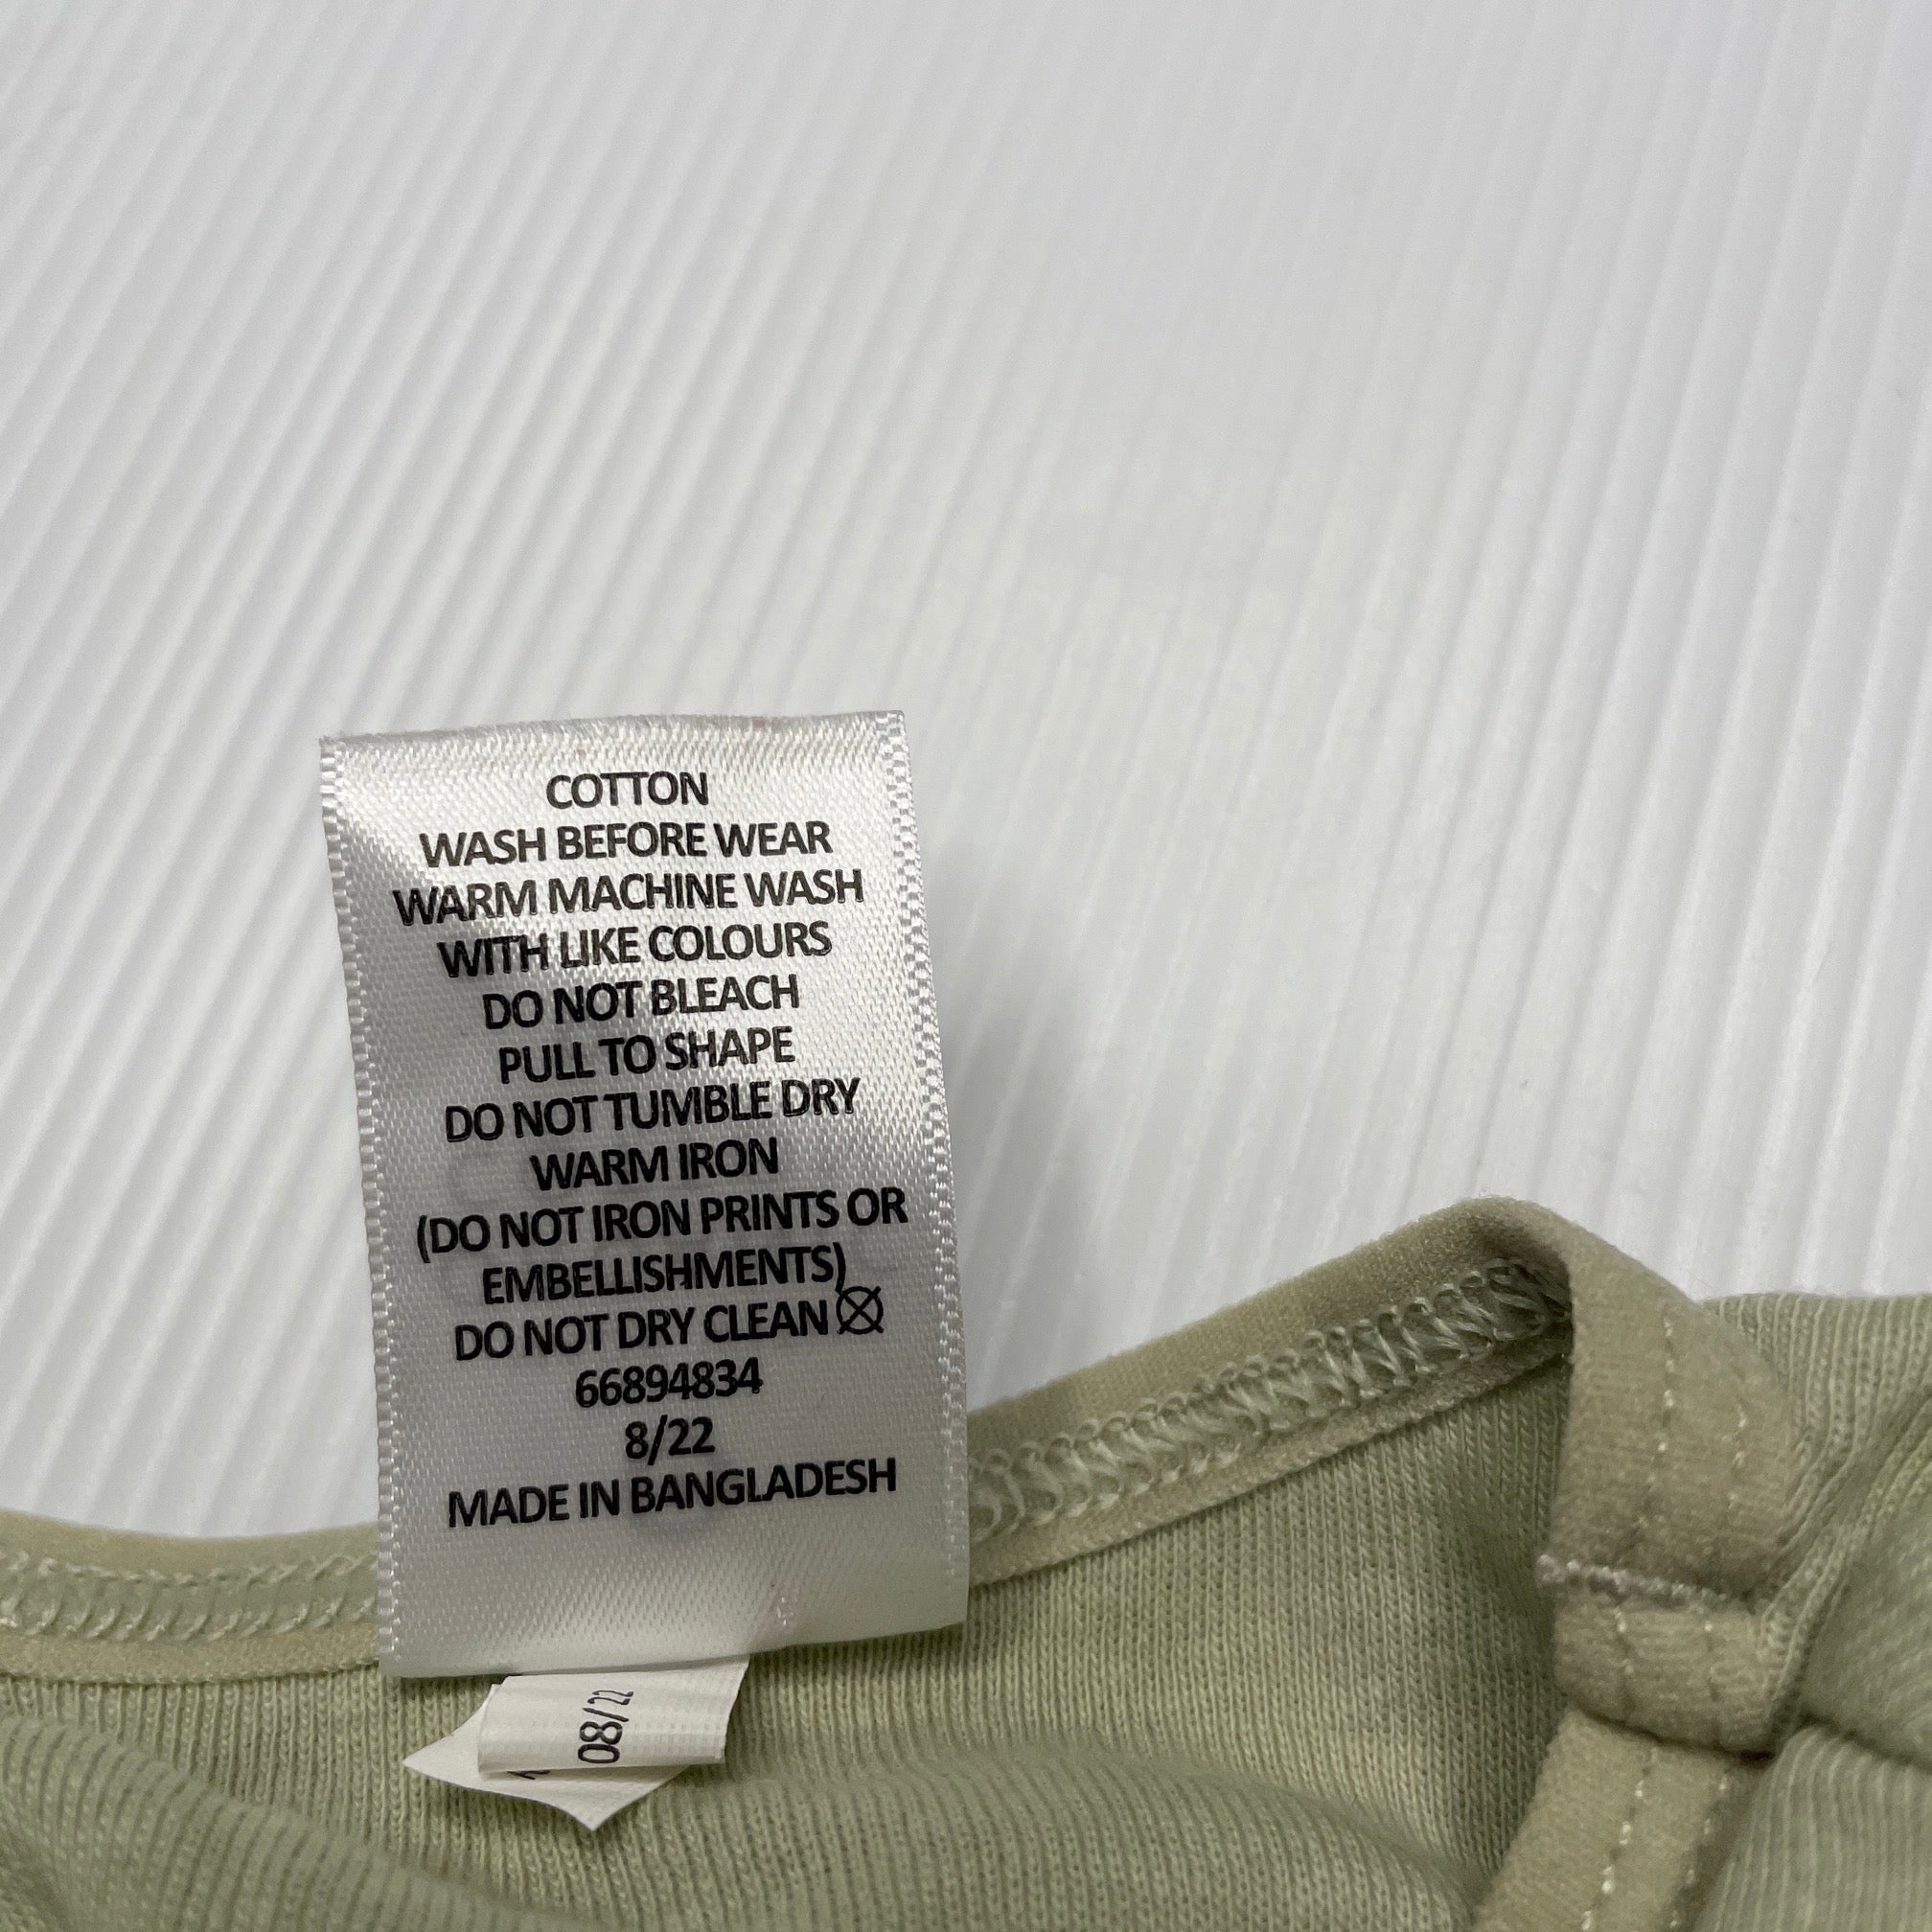 COTTON
WASH BEFORE WEAR
WARM MACHINE WASH
WITH LIKE COLOURS
DO NOT BLEACH
PULL TO SHAPE
DO NOT TUMBLE DRY
WARM IRON
(DO NOT IRON PRINTS OR
EMBELLISHMENTS)
DO NOT DRY CLEAN
66894834
8/22
MADE IN BANGLADESH
08/22